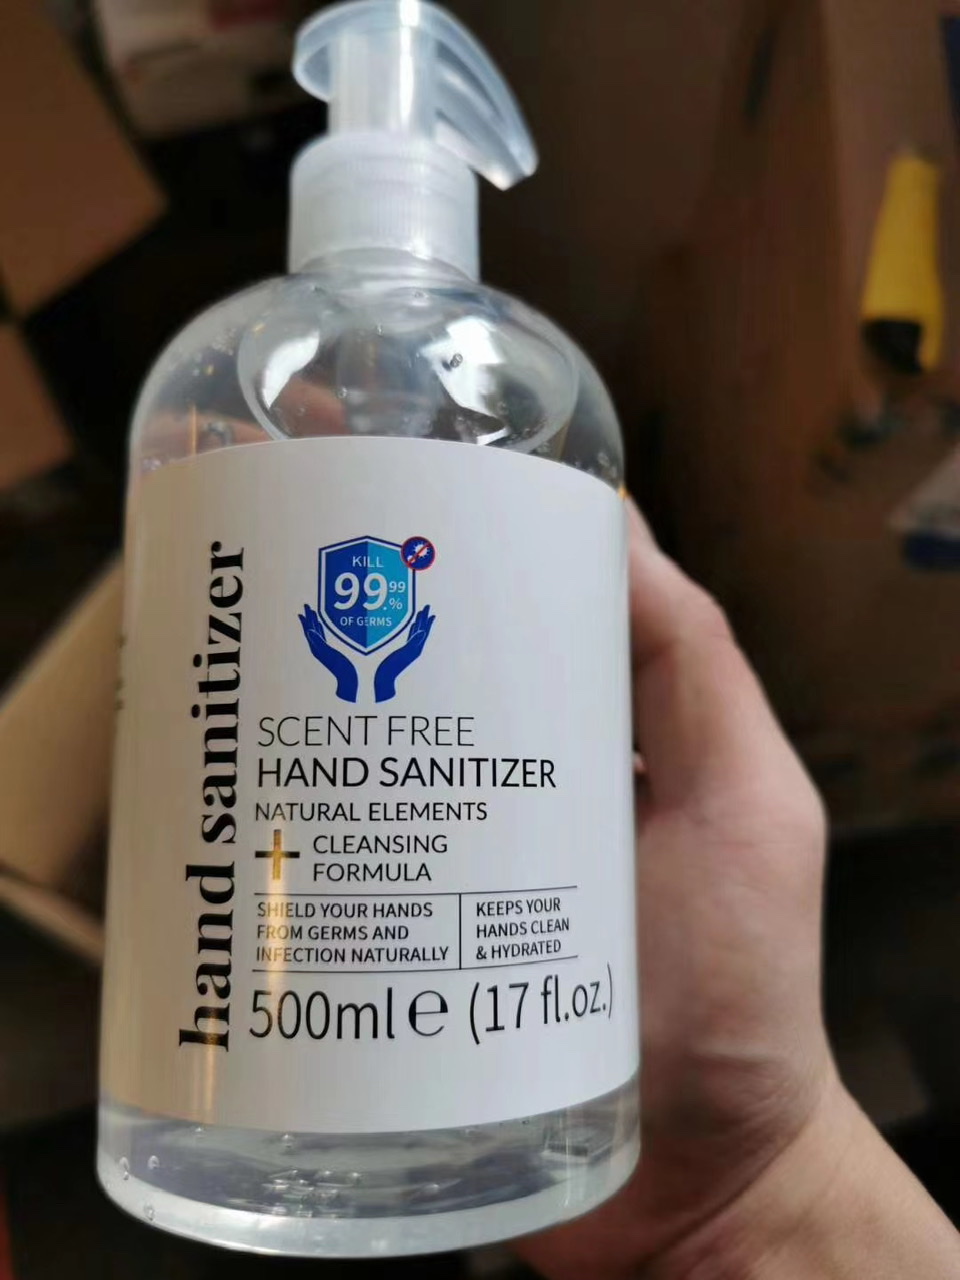 hand sanitizer
KILL
99.99%
OF GERMS
SCENT FREE
HAND SANITIZER
NATURAL ELEMENTS
+ CLEANSING
FORMULA
SHIELD YOUR HANDS
FROM GERMS AND
INFECTION NATURALLY
KEEPS YOUR
HANDS CLEAN
& HYDRATED
500ml e (17 fl.oz.)